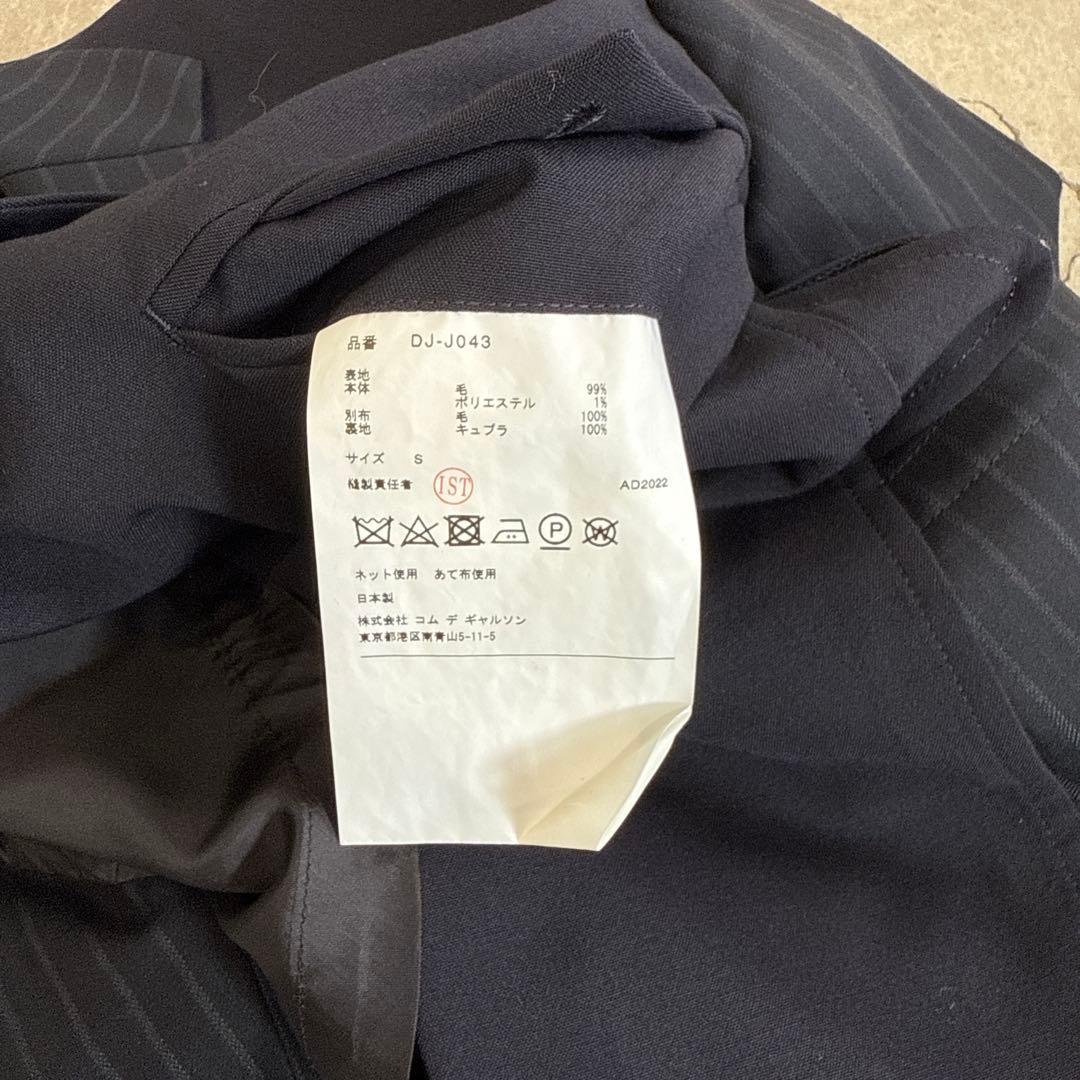 品番 DJ-J043
表地
本体 毛 99%
ポリエステル 1%
別布 毛 100%
裏地 キュプラ 100%
サイズ S
縫製責任者 IST AD2022
P W
ネット使用 あて布使用
日本製
株式会社 コム デ ギャルソン
東京都港区南青山5-11-5